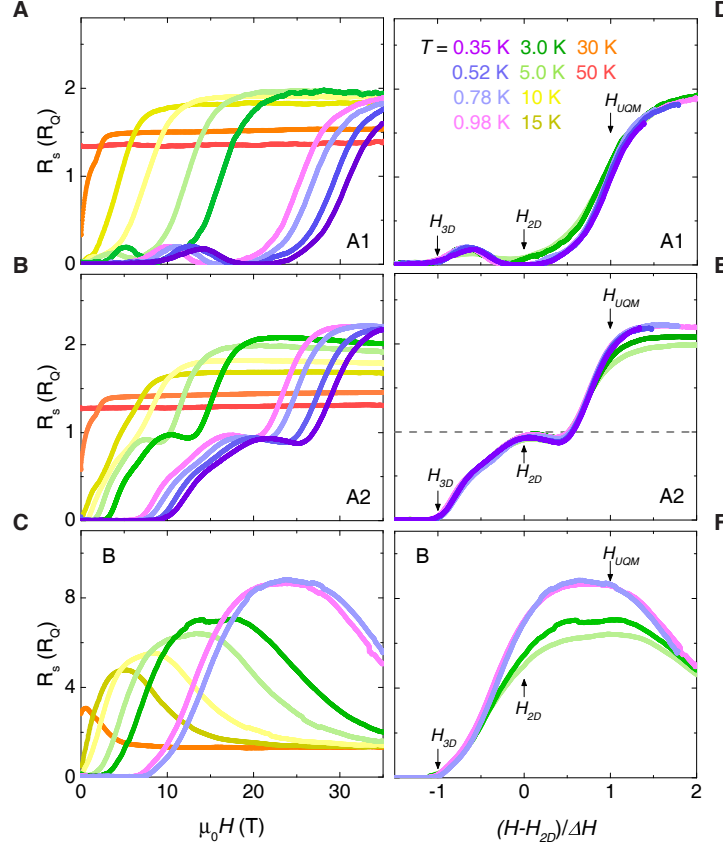 A
D
2
1
0
R_s (R_Q)
A1
T = 0.35 K 3.0 K 30 K
0.52 K 5.0 K 50 K
0.78 K 10 K
0.98 K 15 K
H_UQM
H_3D
H_2D
A1
B
E
2
1
0
R_s (R_Q)
A2
H_UQM
H_3D
H_2D
A2
C
F
8
4
0
R_s (R_Q)
B
B
H_UQM
H_2D
H_3D
0 10 20 30
μ₀H (T)
-1 0 1 2
(H-H_2D)/ΔH